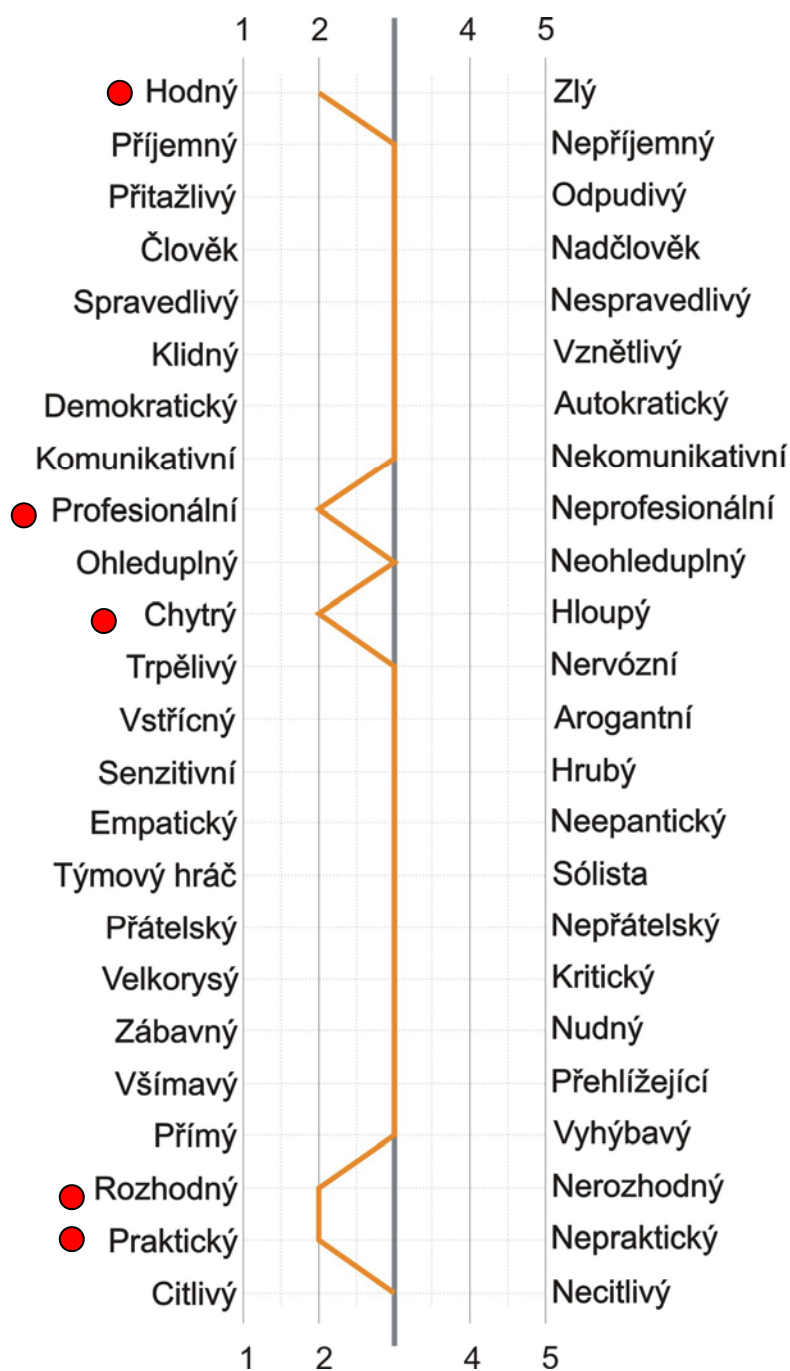 1 2 4 5
Hodný Zlý
Příjemný Nepříjemný
Přitažlivý Odpudivý
Člověk Nadčlověk
Spravedlivý Nespravedlivý
Klidný Vznětlivý
Demokratický Autokratický
Komunikativní Nekomunikativní
Profesionální Neprofesionální
Ohleduplný Neohleduplný
Chytrý Hloupý
Trpělivý Nervózní
Vstřícný Arogantní
Senzitivní Hrubý
Empatický Neepantický
Týmový hráč Sólista
Přátelský Nepřátelský
Velkorysý Kritický
Zábavný Nudný
Všímavý Přehlížející
Přímý Vyhýbavý
Rozhodný Nerozhodný
Praktický Nepraktický
Citlivý Necitlivý
1 2 4 5